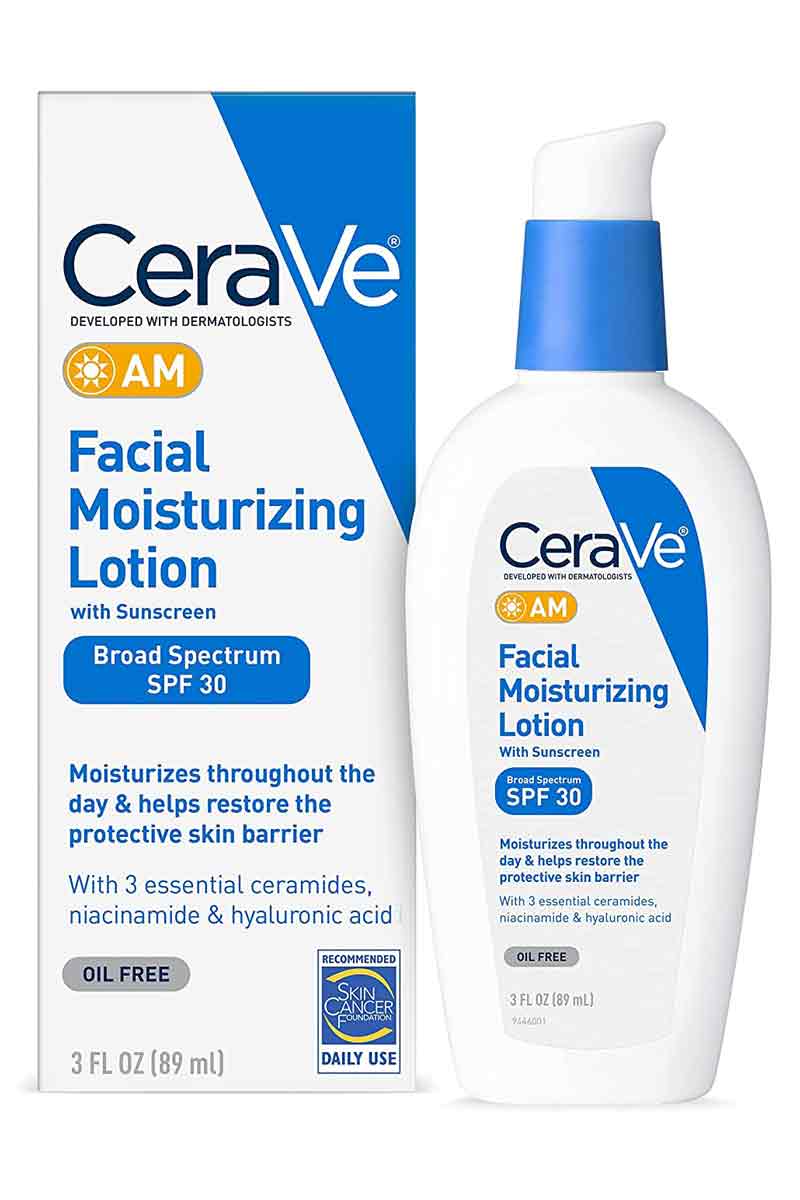 CeraVe®
DEVELOPED WITH DERMATOLOGISTS
AM
Facial
Moisturizing
Lotion
with Sunscreen
Broad Spectrum
SPF 30
Moisturizes throughout the
day & helps restore the
protective skin barrier
With 3 essential ceramides,
niacinamide & hyaluronic acid
OIL FREE
3 FL OZ (89 ml)
RECOMMENDED
SKIN
CANCER
FOUNDATION
DAILY USE
CeraVe®
DEVELOPED WITH DERMATOLOGISTS
AM
Facial
Moisturizing
Lotion
With Sunscreen
Broad Spectrum
SPF 30
Moisturizes throughout the
day & helps restore the
protective skin barrier
With 3 essential ceramides,
niacinamide & hyaluronic acid
OIL FREE
3 FL OZ (89 mL)
9446001